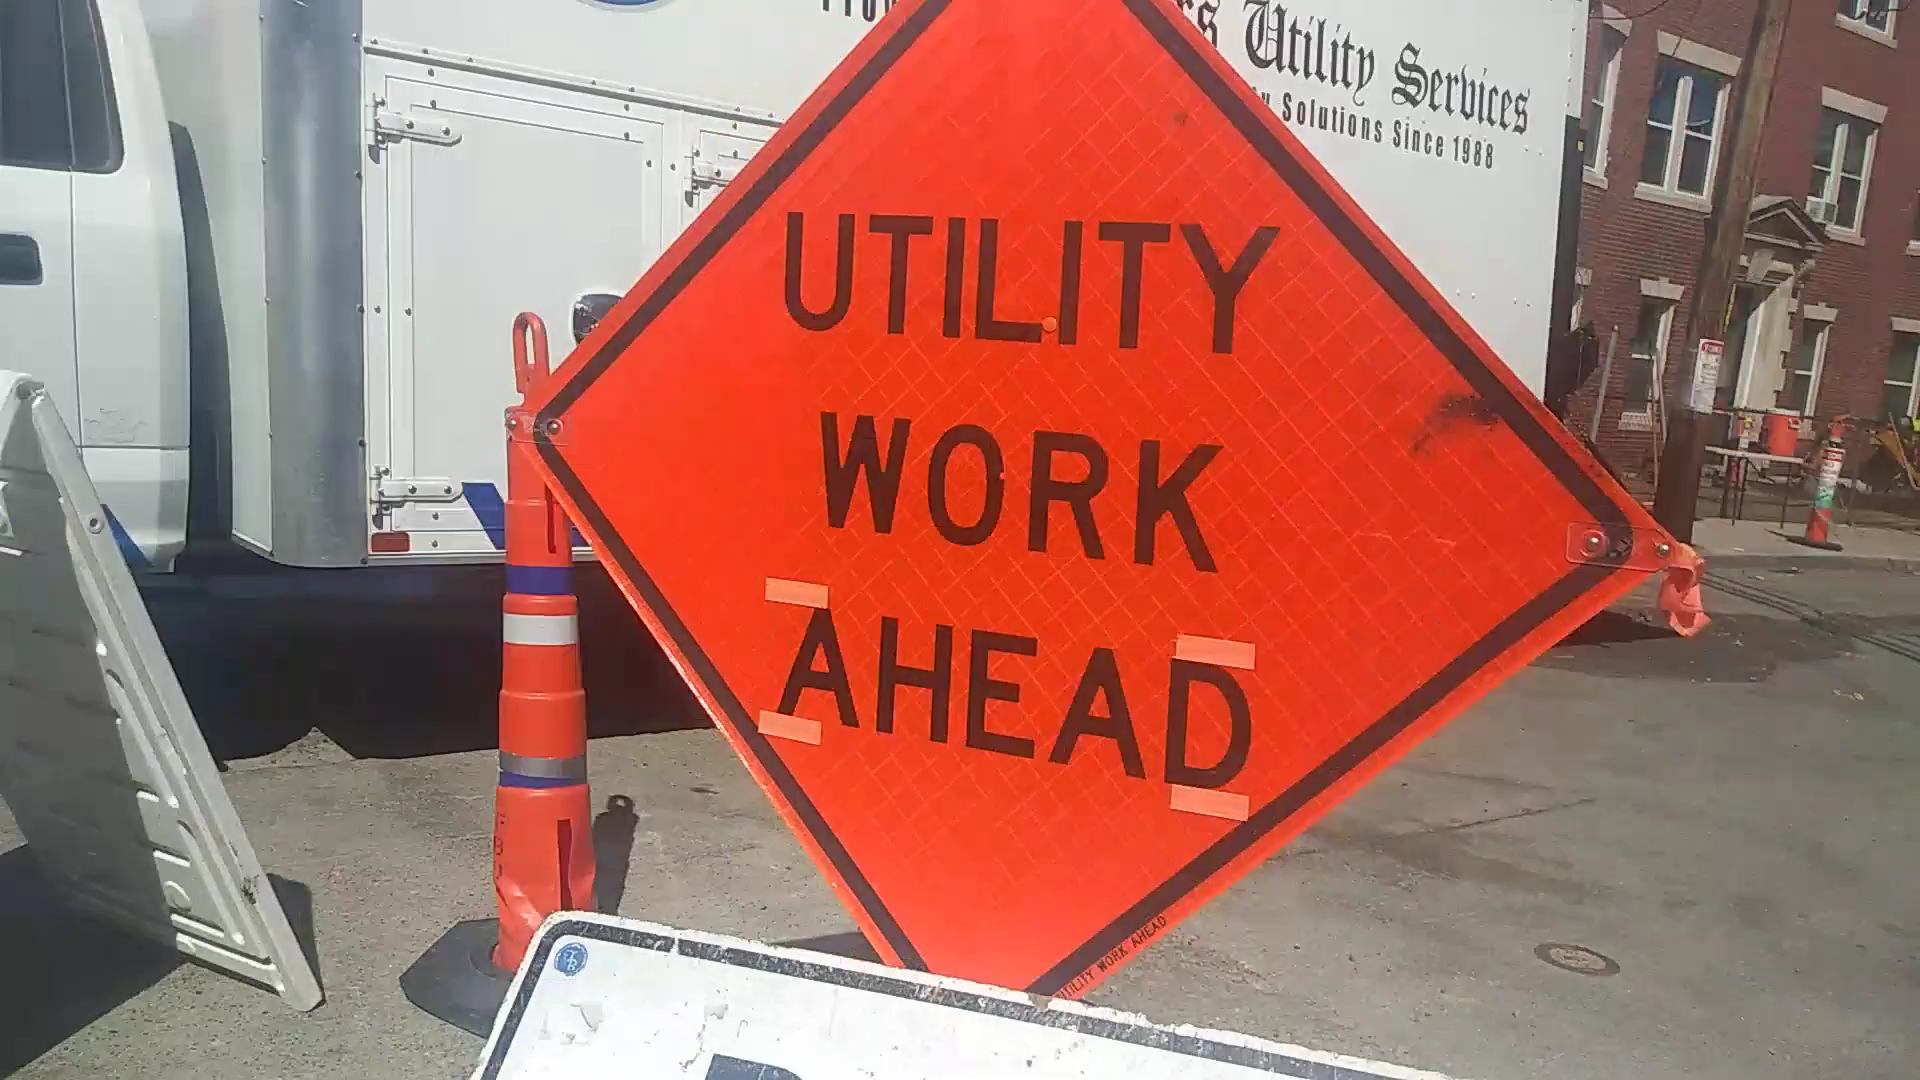 Utility Services
Solutions Since 1988
UTILITY
WORK
AHEAD
UTILITY WORK AHEAD